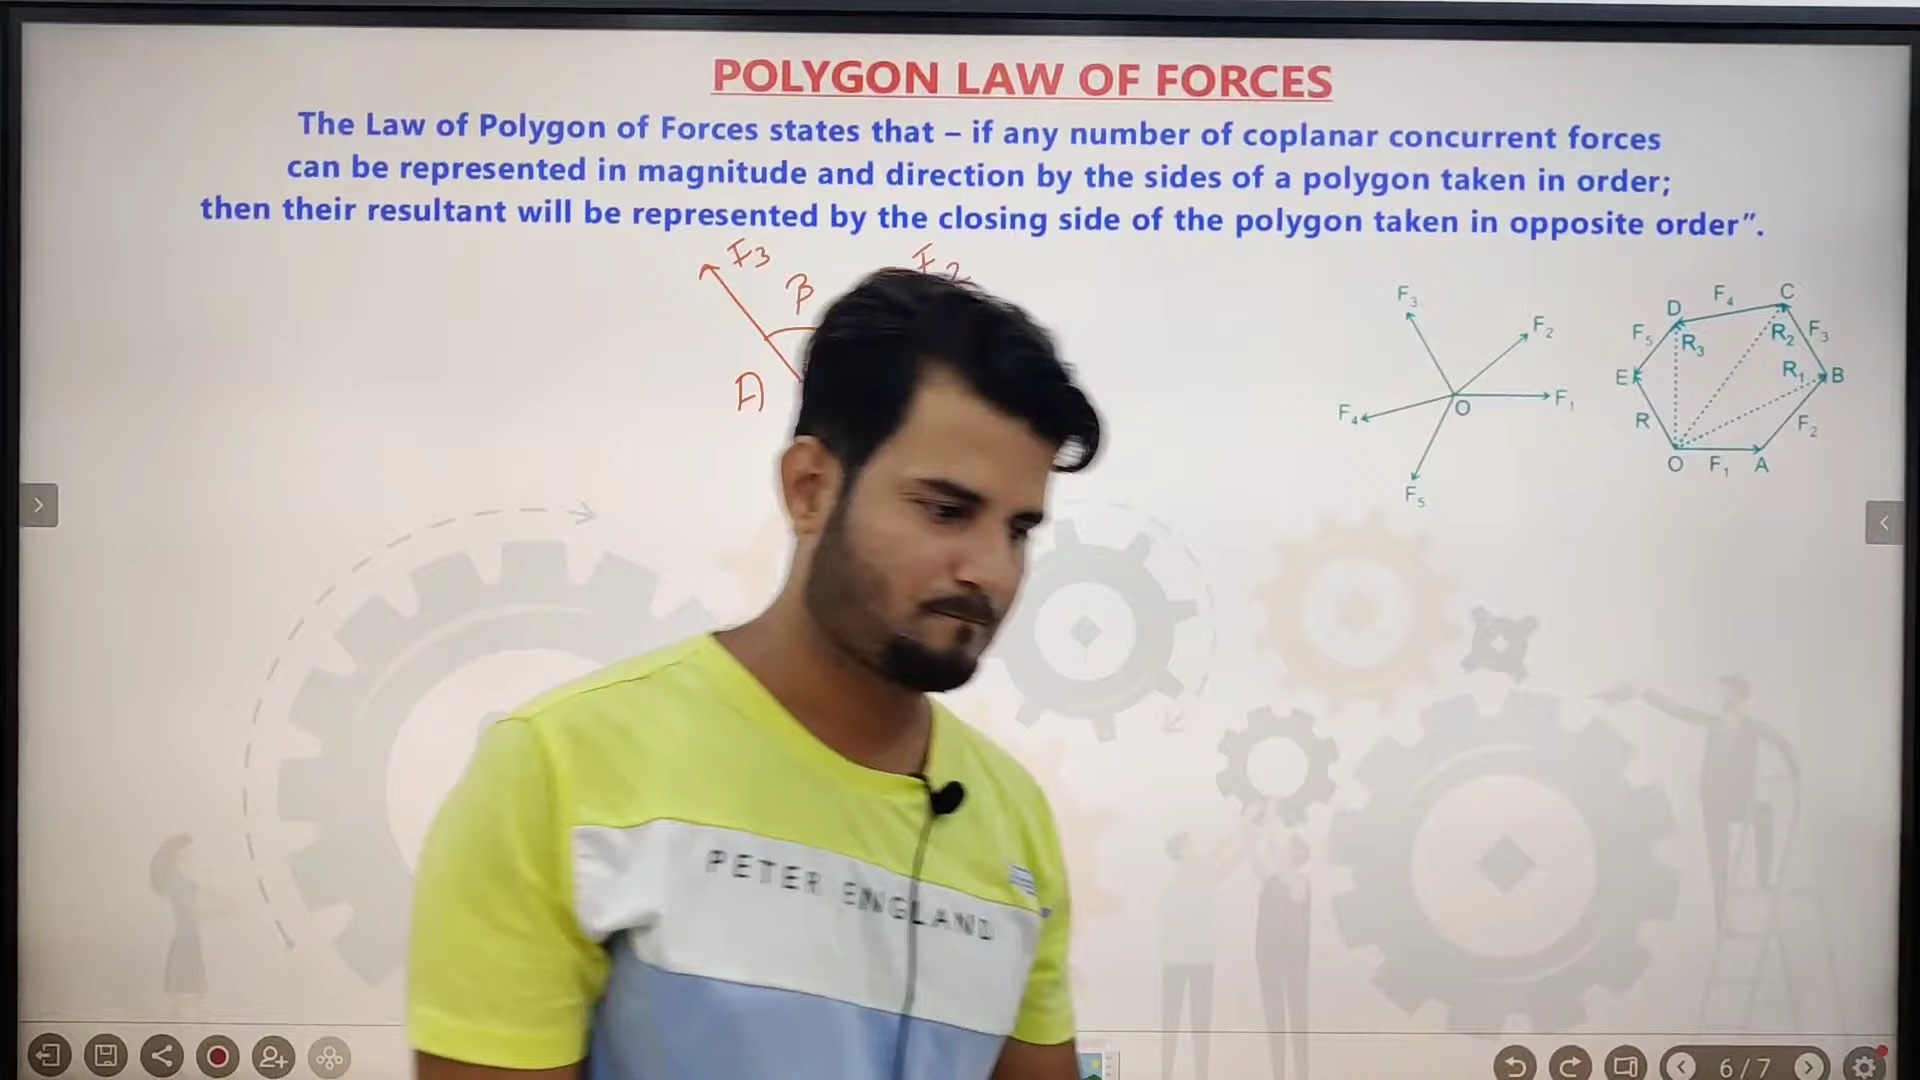 POLYGON LAW OF FORCES
The Law of Polygon of Forces states that – if any number of coplanar concurrent forces
can be represented in magnitude and direction by the sides of a polygon taken in order;
then their resultant will be represented by the closing side of the polygon taken in opposite order”.
F3
F2
β
A
F3
F2
F1
O
F4
F5
F4
C
D
F5
R3
R2
F3
E
R1
B
R
F2
O
F1
A
PETER ENGLAND
6/7